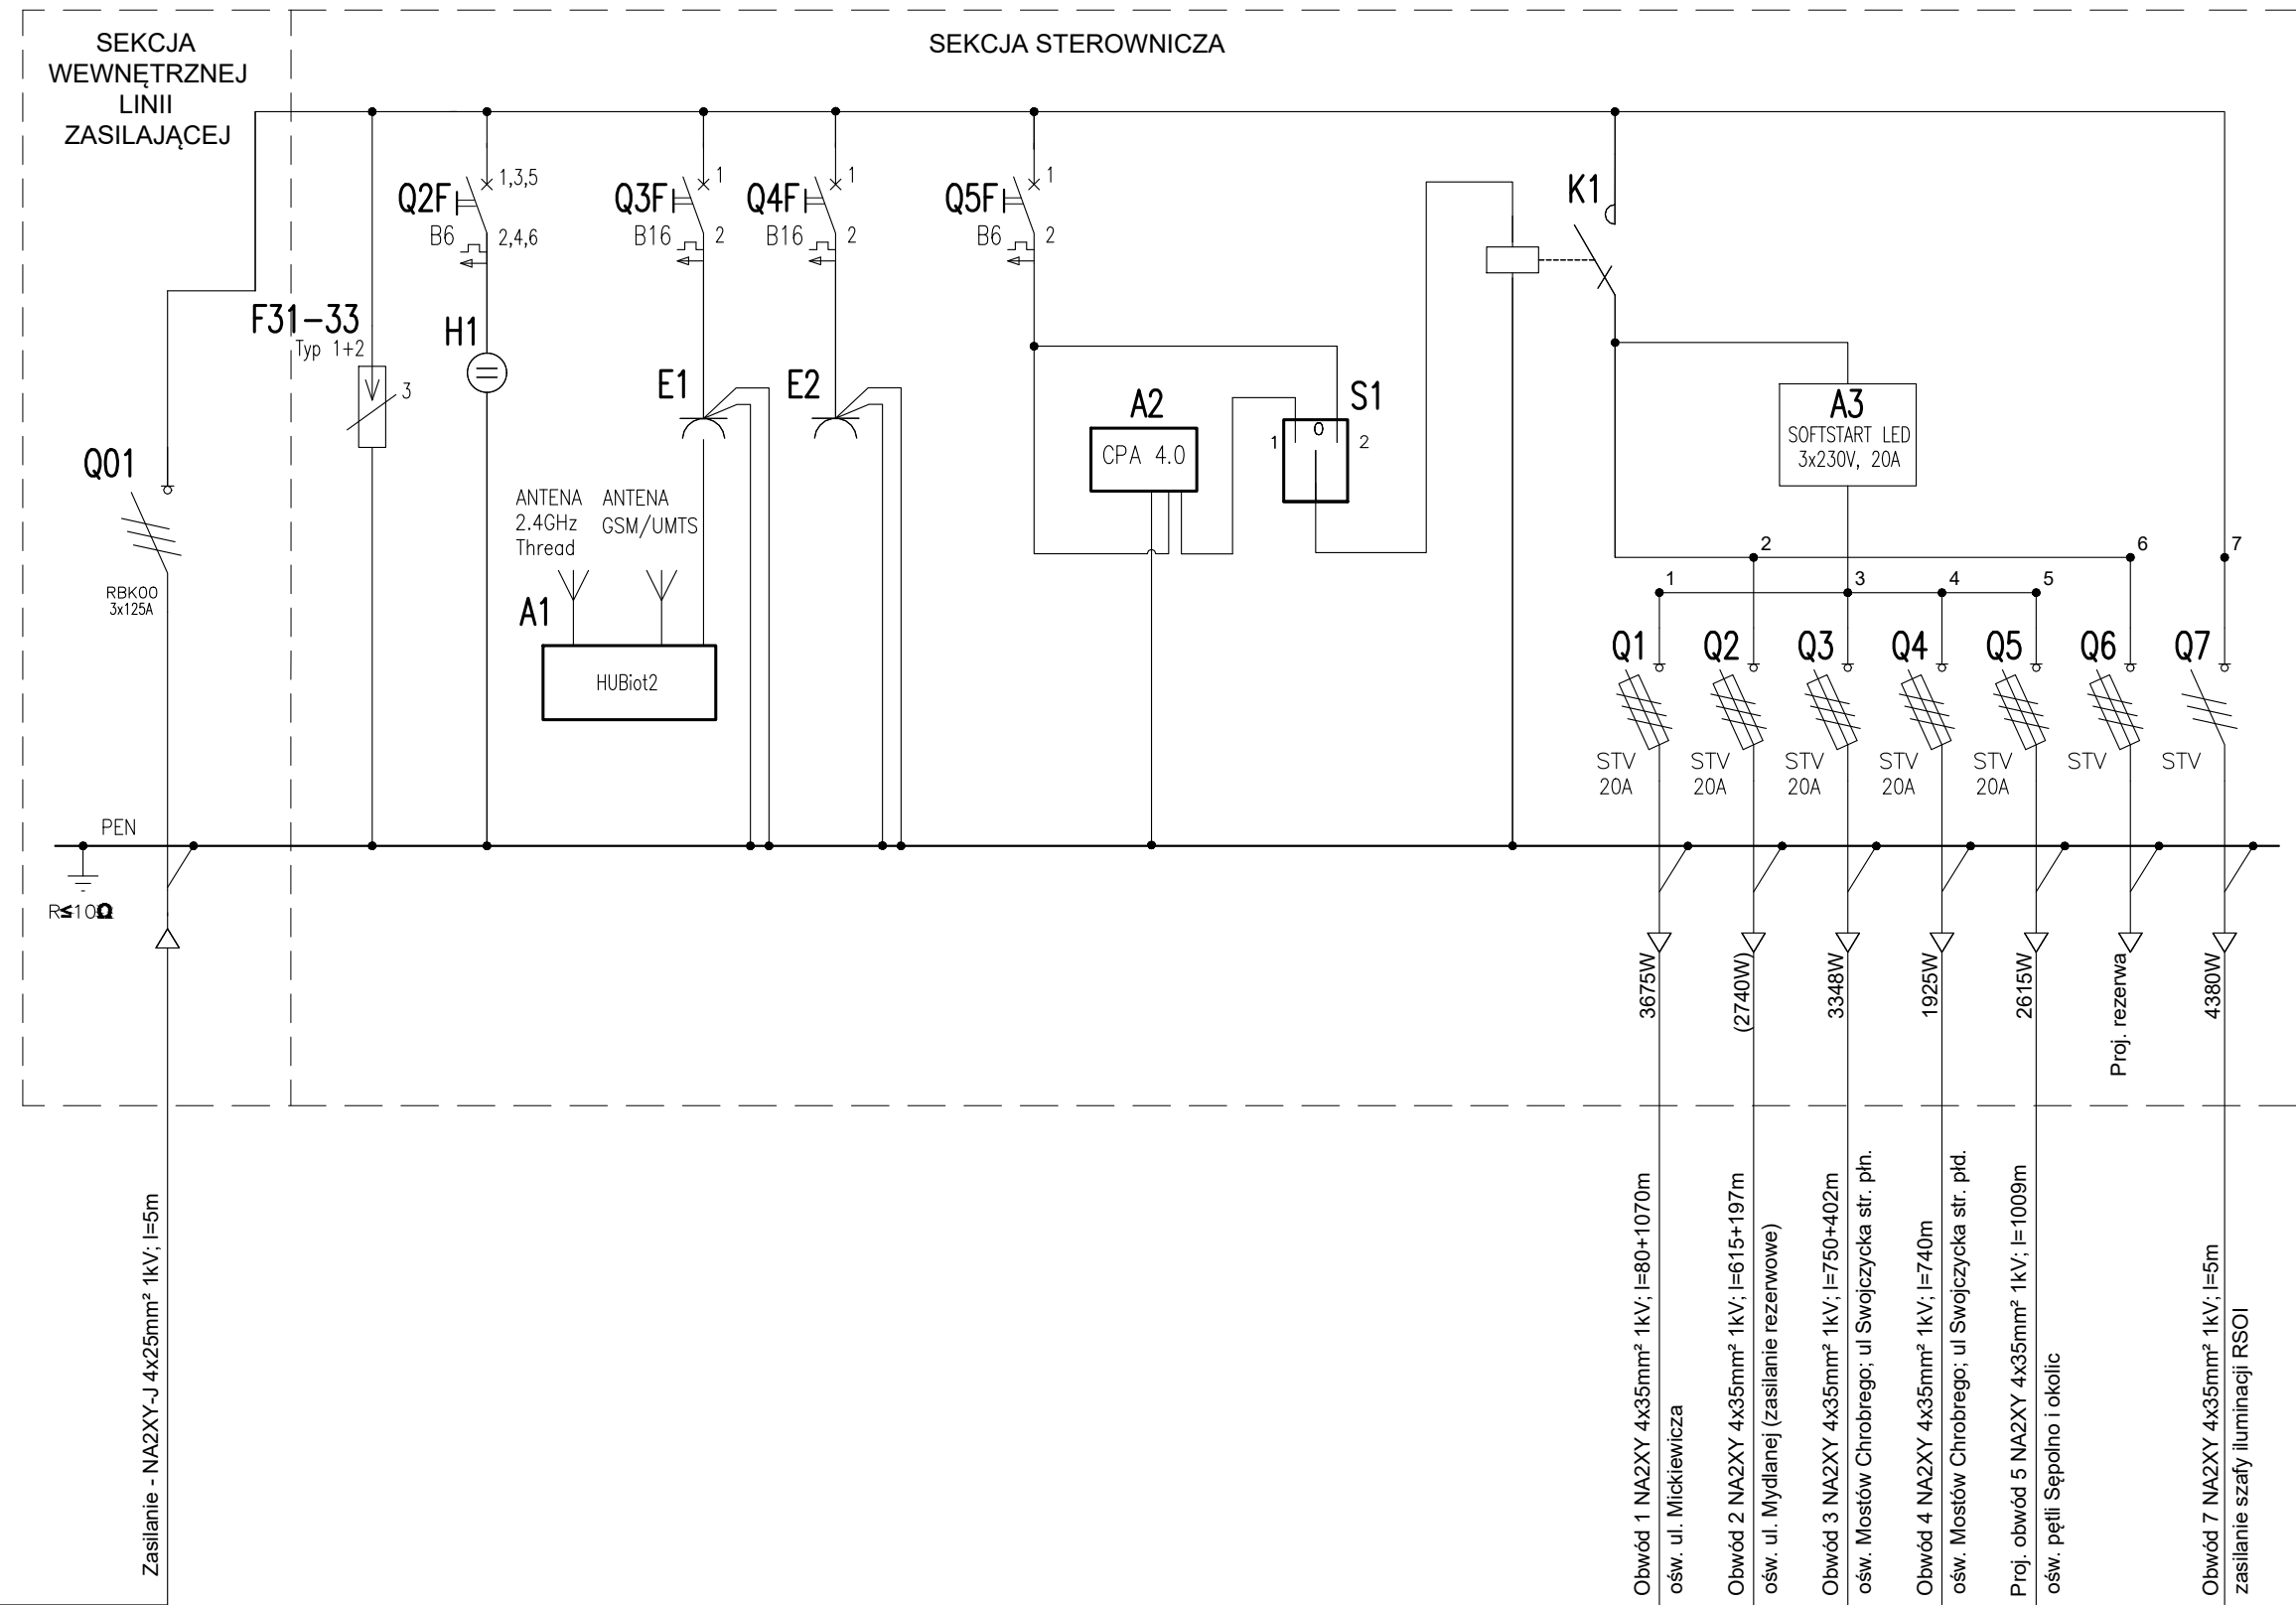 SEKCJA
WEWNĘTRZNEJ
LINII
ZASILAJĄCEJ
SEKCJA STEROWNICZA
Q01
RBK00
3x125A
PEN
R≤10Ω
F31-33
Typ 1+2
3
Q2F
1,3,5
B6
2,4,6
H1
Q3F
1
B16
2
E1
Q4F
1
B16
2
E2
ANTENA
2.4GHz
Thread
ANTENA
GSM/UMTS
A1
HUBiot2
Q5F
1
B6
2
A2
CPA 4.0
S1
1
0
2
K1
A3
SOFTSTART LED
3x230V, 20A
2
6
7
1
3
4
5
Q1
Q2
Q3
Q4
Q5
Q6
Q7
STV
20A
STV
20A
STV
20A
STV
20A
STV
20A
STV
STV
3675W
(2740W)
3348W
1925W
2615W
Proj. rezerwa
4380W
Zasilanie - NA2XY-J 4x25mm² 1kV; l=5m
Obwód 1 NA2XY 4x35mm² 1kV; l=80+1070m
ośw. ul. Mickiewicza
Obwód 2 NA2XY 4x35mm² 1kV; l=615+197m
ośw. ul. Mydlanej (zasilanie rezerwowe)
Obwód 3 NA2XY 4x35mm² 1kV; l=750+402m
ośw. Mostów Chrobrego; ul Swojczycka str. płn.
Obwód 4 NA2XY 4x35mm² 1kV; l=740m
ośw. Mostów Chrobrego; ul Swojczycka str. płd.
Proj. obwód 5 NA2XY 4x35mm² 1kV; l=1009m
ośw. pętli Sępolno i okolic
Obwód 7 NA2XY 4x35mm² 1kV; l=5m
zasilanie szafy iluminacji RSOI